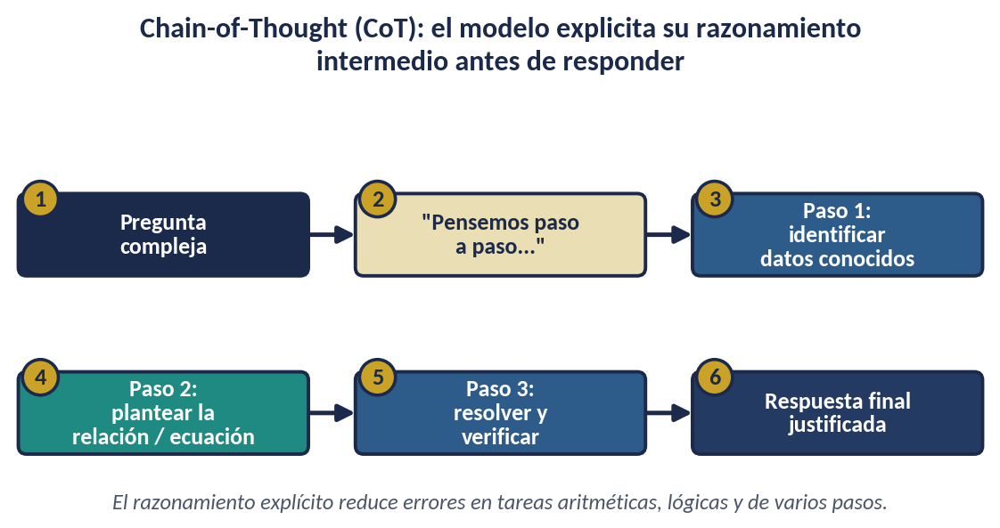 Chain-of-Thought (CoT): el modelo explicita su razonamiento
intermedio antes de responder
1
Pregunta
compleja
2
"Pensemos paso
a paso..."
3
Paso 1:
identificar
datos conocidos
4
Paso 2:
plantear la
relación / ecuación
5
Paso 3:
resolver y
verificar
6
Respuesta final
justificada
El razonamiento explícito reduce errores en tareas aritméticas, lógicas y de varios pasos.